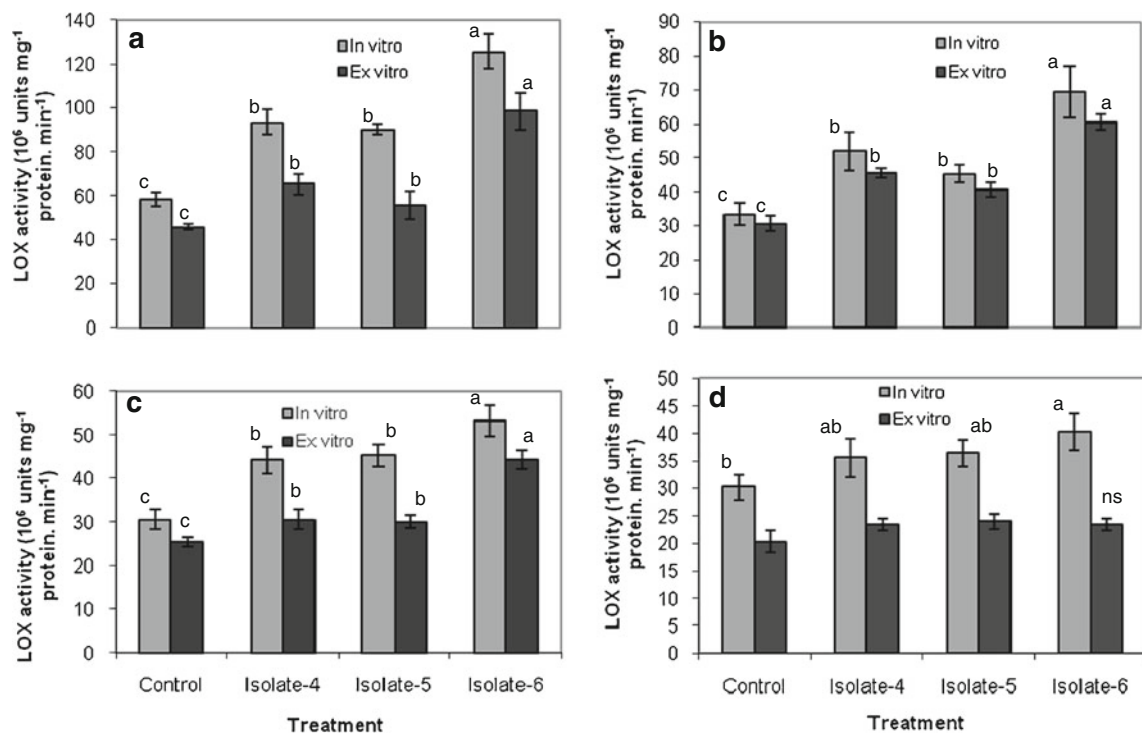 a
In vitro
Ex vitro
LOX activity (10⁶ units mg⁻¹
protein. min⁻¹)
140
120
100
80
60
40
20
0
c
c
b
b
b
b
a
a
b
In vitro
Ex vitro
LOX activity (10⁶ units mg⁻¹
protein. min⁻¹)
90
80
70
60
50
40
30
20
10
0
c
c
b
b
b
b
a
a
c
In vitro
Ex vitro
LOX activity (10⁶ units mg⁻¹
protein. min⁻¹)
60
50
40
30
20
10
0
c
c
b
b
b
b
a
a
Control
Isolate-4
Isolate-5
Isolate-6
Treatment
d
In vitro
Ex vitro
LOX activity (10⁶ units mg⁻¹
protein. min⁻¹)
50
45
40
35
30
25
20
15
10
5
0
b
ab
ab
a
ns
Control
Isolate-4
Isolate-5
Isolate-6
Treatment